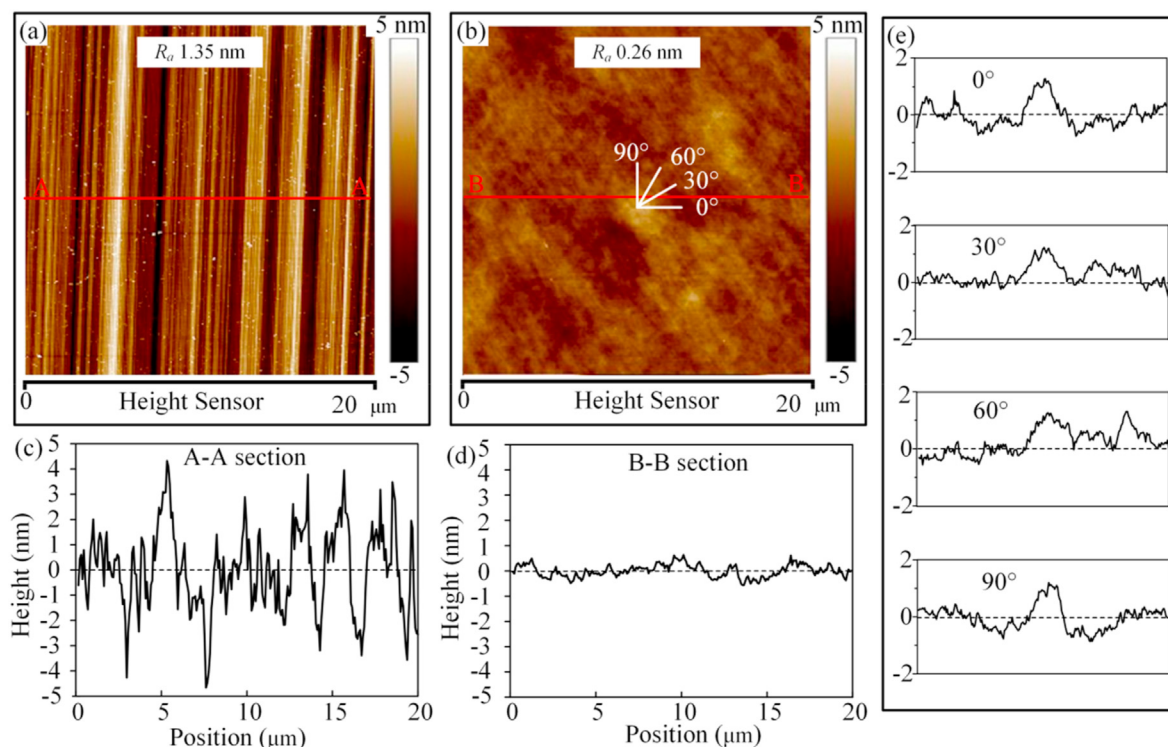 (a)
R_a 1.35 nm
5 nm
A
A
-5
0
Height Sensor
20
μm
(b)
R_a 0.26 nm
5 nm
90°
60°
30°
0°
B
B
-5
0
Height Sensor
20
μm
(c)
A-A section
Height (nm)
5
4
3
2
1
0
-1
-2
-3
-4
-5
0
5
10
15
20
Position (μm)
(d)
B-B section
Height (nm)
5
4
3
2
1
0
-1
-2
-3
-4
-5
0
5
10
15
20
Position (μm)
(e)
2
0°
0
-2
2
30°
0
-2
2
60°
0
-2
2
90°
0
-2